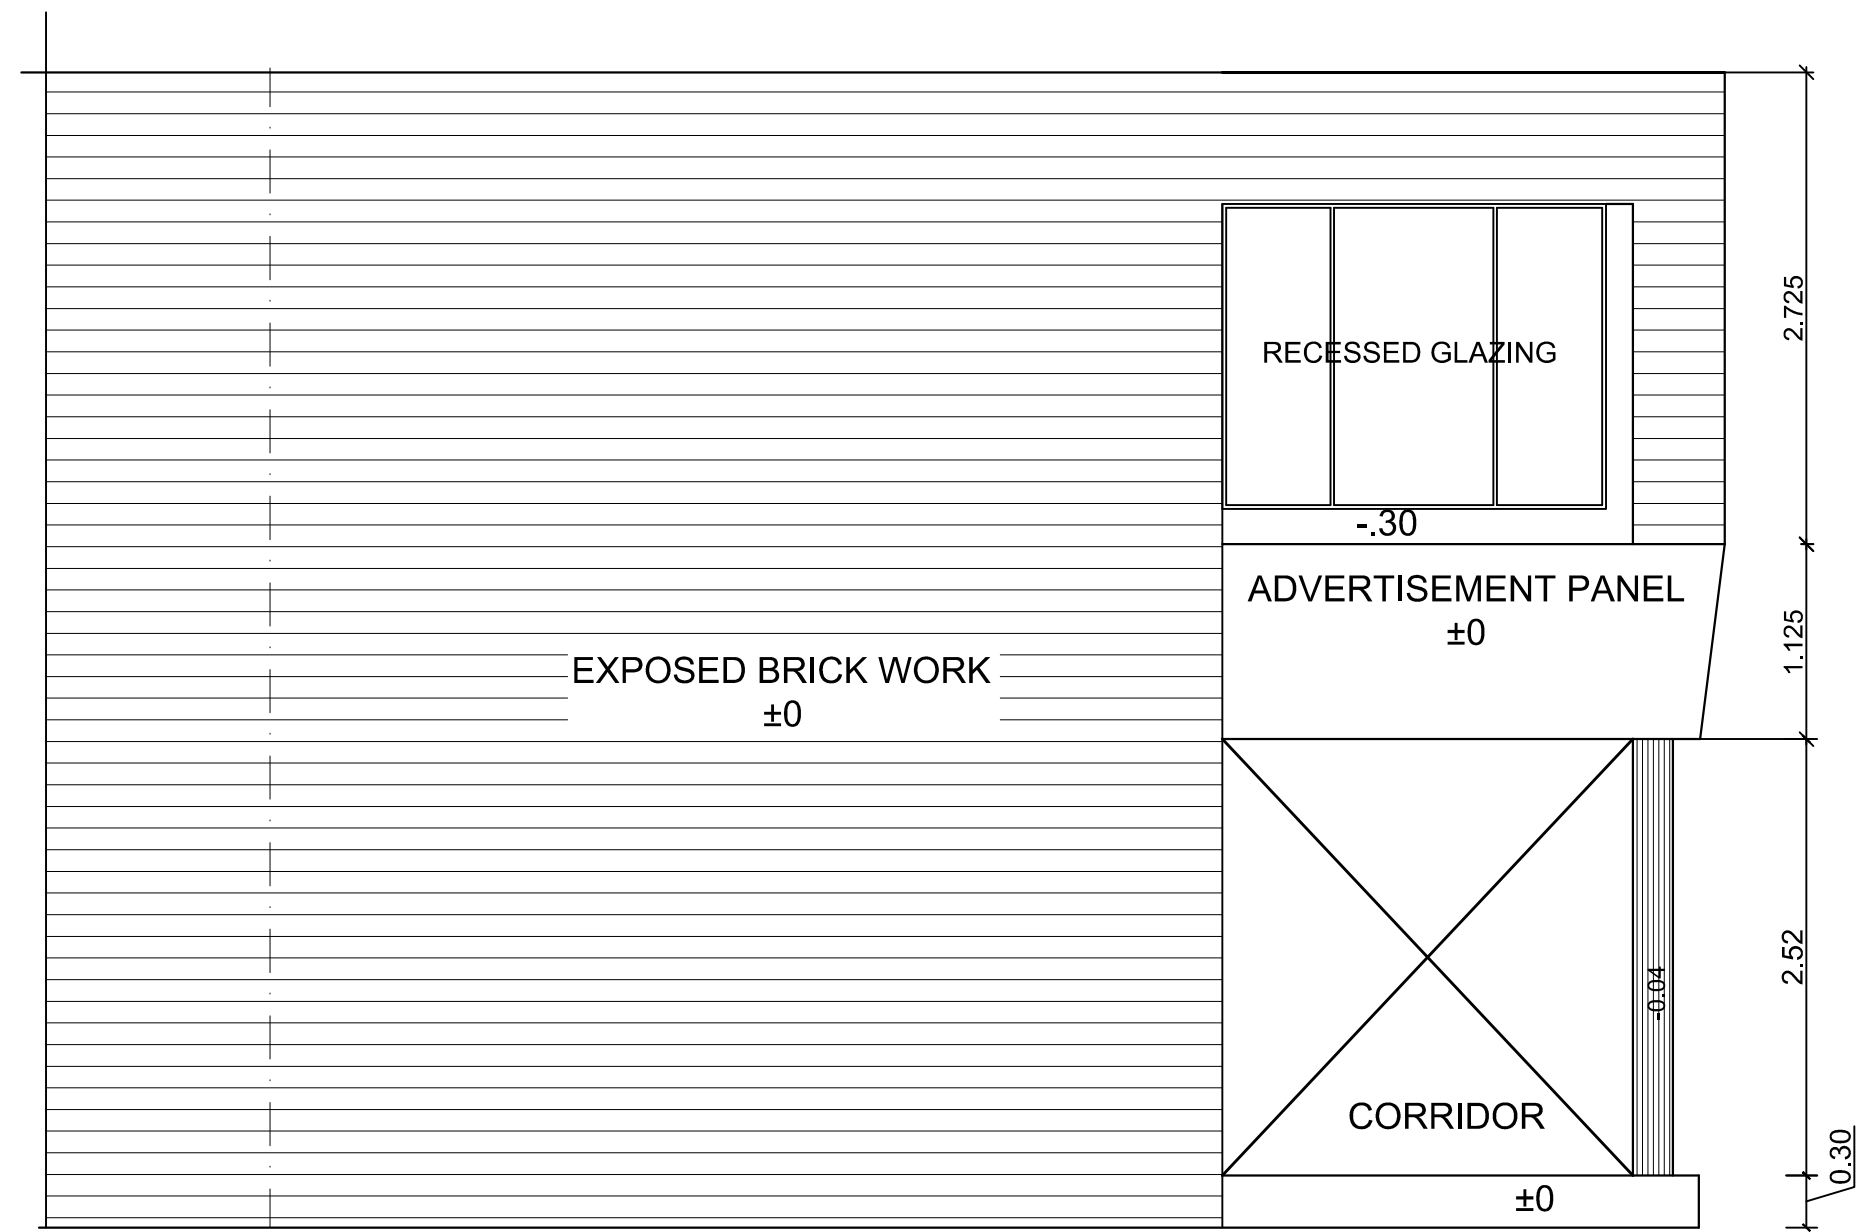 2.725
RECESSED GLAZING
-.30
ADVERTISEMENT PANEL
±0
1.125
EXPOSED BRICK WORK
±0
2.52
-0.04
CORRIDOR
0.30
±0